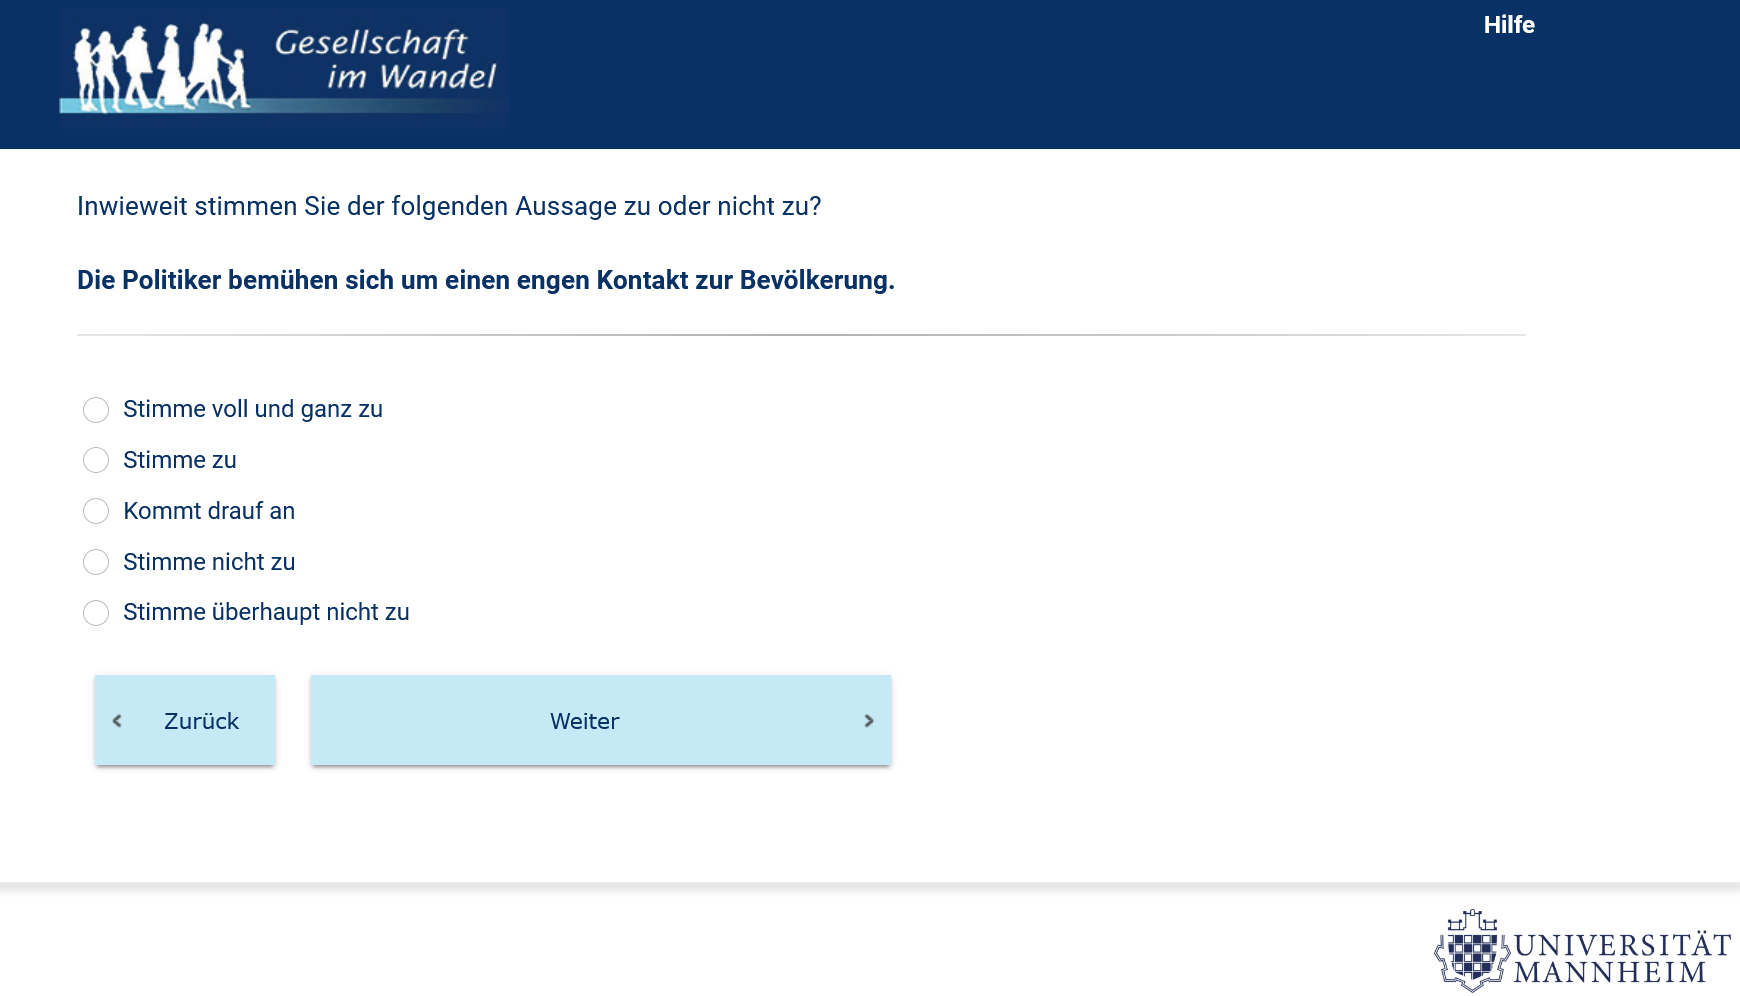 Gesellschaft
im Wandel
Hilfe
Inwieweit stimmen Sie der folgenden Aussage zu oder nicht zu?
Die Politiker bemühen sich um einen engen Kontakt zur Bevölkerung.
Stimme voll und ganz zu
Stimme zu
Kommt drauf an
Stimme nicht zu
Stimme überhaupt nicht zu
Zurück
Weiter
UNIVERSITÄT
MANNHEIM